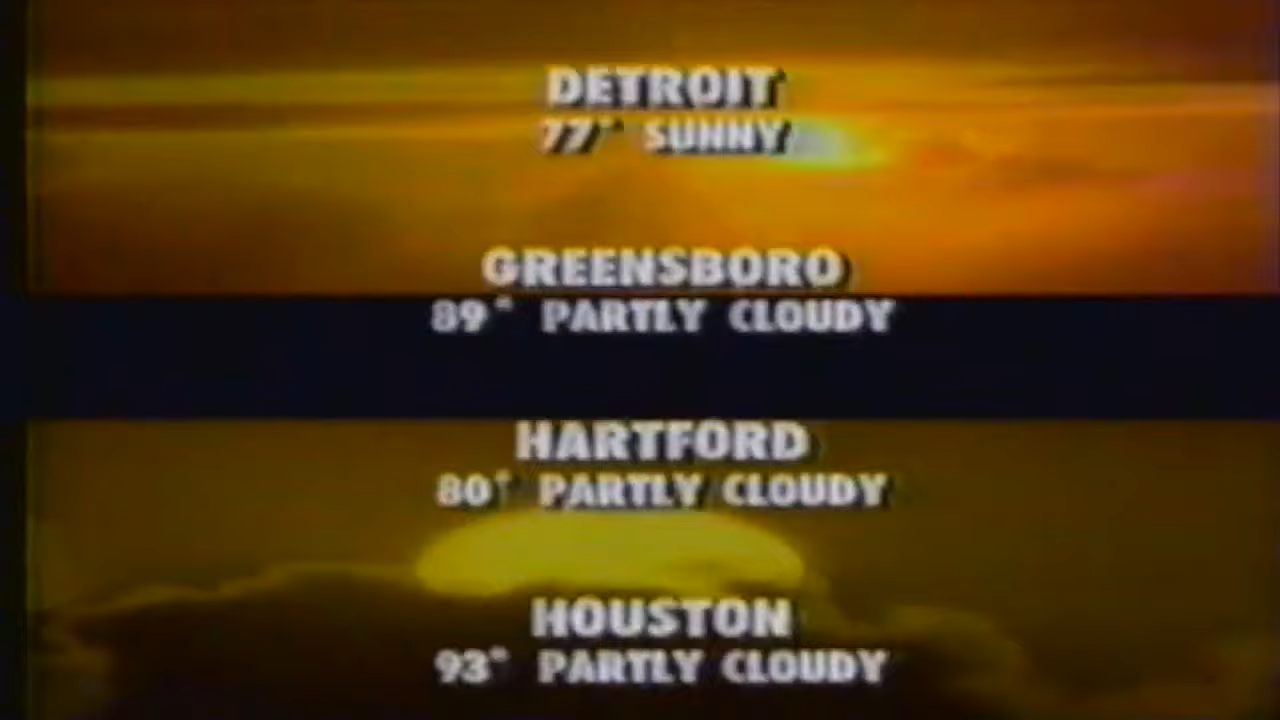 DETROIT
77° SUNNY
GREENSBORO
89° PARTLY CLOUDY
HARTFORD
80° PARTLY CLOUDY
HOUSTON
93° PARTLY CLOUDY